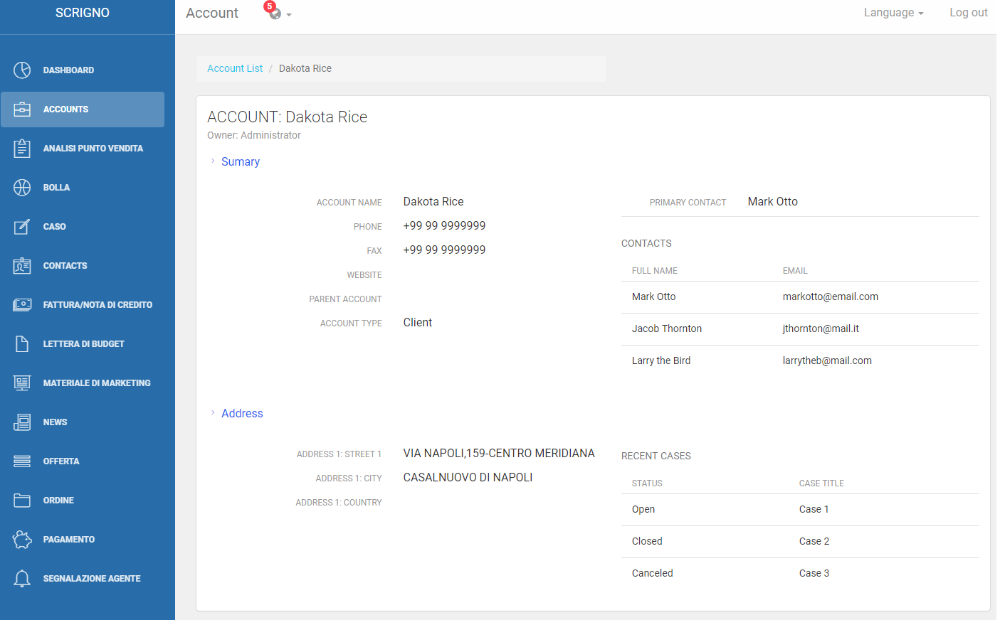 SCRIGNO
DASHBOARD
ACCOUNTS
ANALISI PUNTO VENDITA
BOLLA
CASO
CONTACTS
FATTURA/NOTA DI CREDITO
LETTERA DI BUDGET
MATERIALE DI MARKETING
NEWS
OFFERTA
ORDINE
PAGAMENTO
SEGNALAZIONE AGENTE
Account 5 Language Log out
Account List / Dakota Rice
ACCOUNT: Dakota Rice
Owner: Administrator
Sumary
ACCOUNT NAME Dakota Rice
PHONE +99 99 9999999
FAX +99 99 9999999
WEBSITE
PARENT ACCOUNT
ACCOUNT TYPE Client
PRIMARY CONTACT Mark Otto
CONTACTS
FULL NAME EMAIL
Mark Otto markotto@email.com
Jacob Thornton jthornton@mail.it
Larry the Bird larrytheb@mail.com
Address
ADDRESS 1: STREET 1 VIA NAPOLI,159-CENTRO MERIDIANA
ADDRESS 1: CITY CASALNUOVO DI NAPOLI
ADDRESS 1: COUNTRY
RECENT CASES
STATUS CASE TITLE
Open Case 1
Closed Case 2
Canceled Case 3